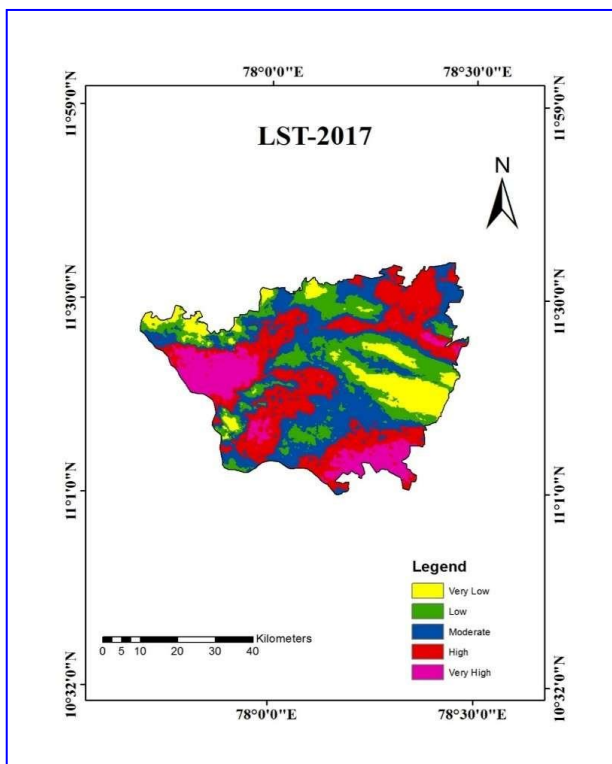 78°0'0"E 78°30'0"E
11°59'0"N
11°59'0"N
LST-2017
N
11°30'0"N
11°30'0"N
11°1'0"N
11°1'0"N
Legend
Very Low
Low
Moderate
High
Very High
Kilometers
0 5 10 20 30 40
10°32'0"N
10°32'0"N
78°0'0"E 78°30'0"E